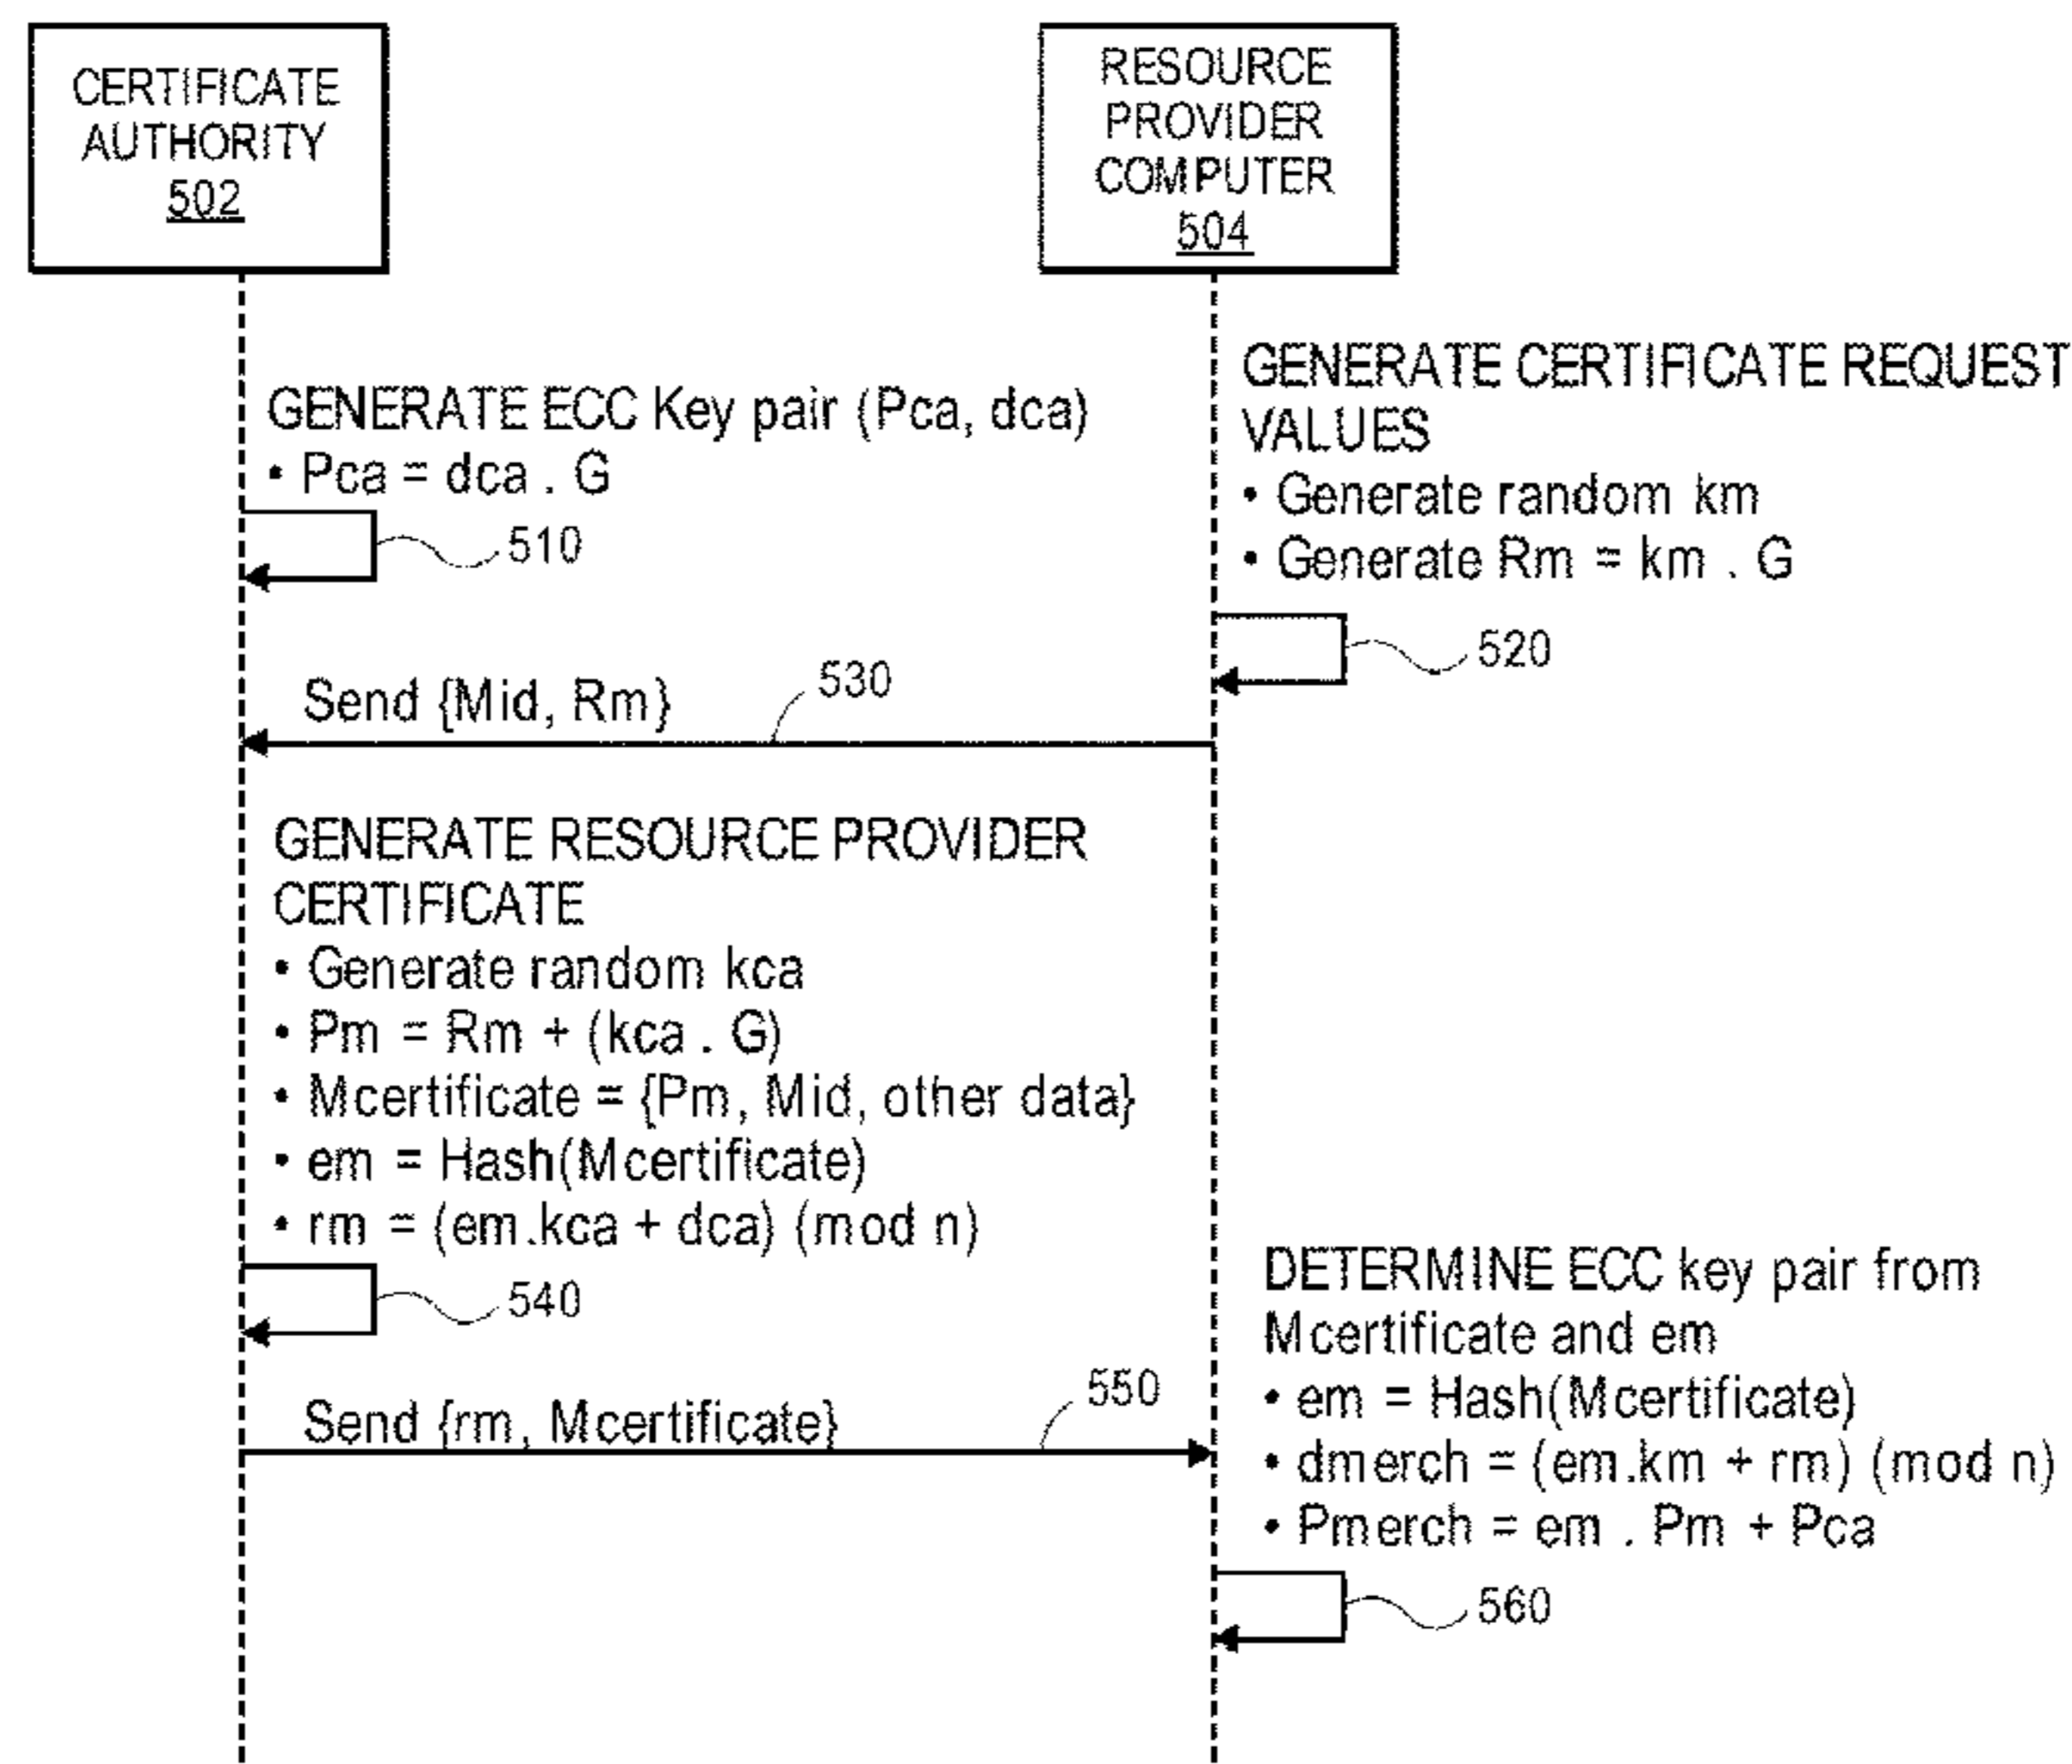 CERTIFICATE
AUTHORITY
502
RESOURCE
PROVIDER
COMPUTER
504
GENERATE ECC Key pair (Pca, dca)
• Pca = dca . G
510
GENERATE CERTIFICATE REQUEST
VALUES
• Generate random km
• Generate Rm = km . G
520
Send {Mid, Rm}
530
GENERATE RESOURCE PROVIDER
CERTIFICATE
• Generate random kca
• Pm = Rm + (kca . G)
• Mcertificate = {Pm, Mid, other data}
• em = Hash(Mcertificate)
• rm = (em.kca + dca) (mod n)
540
Send {rm, Mcertificate}
550
DETERMINE ECC key pair from
Mcertificate and em
• em = Hash(Mcertificate)
• dmerch = (em.km + rm) (mod n)
• Pmerch = em . Pm + Pca
560